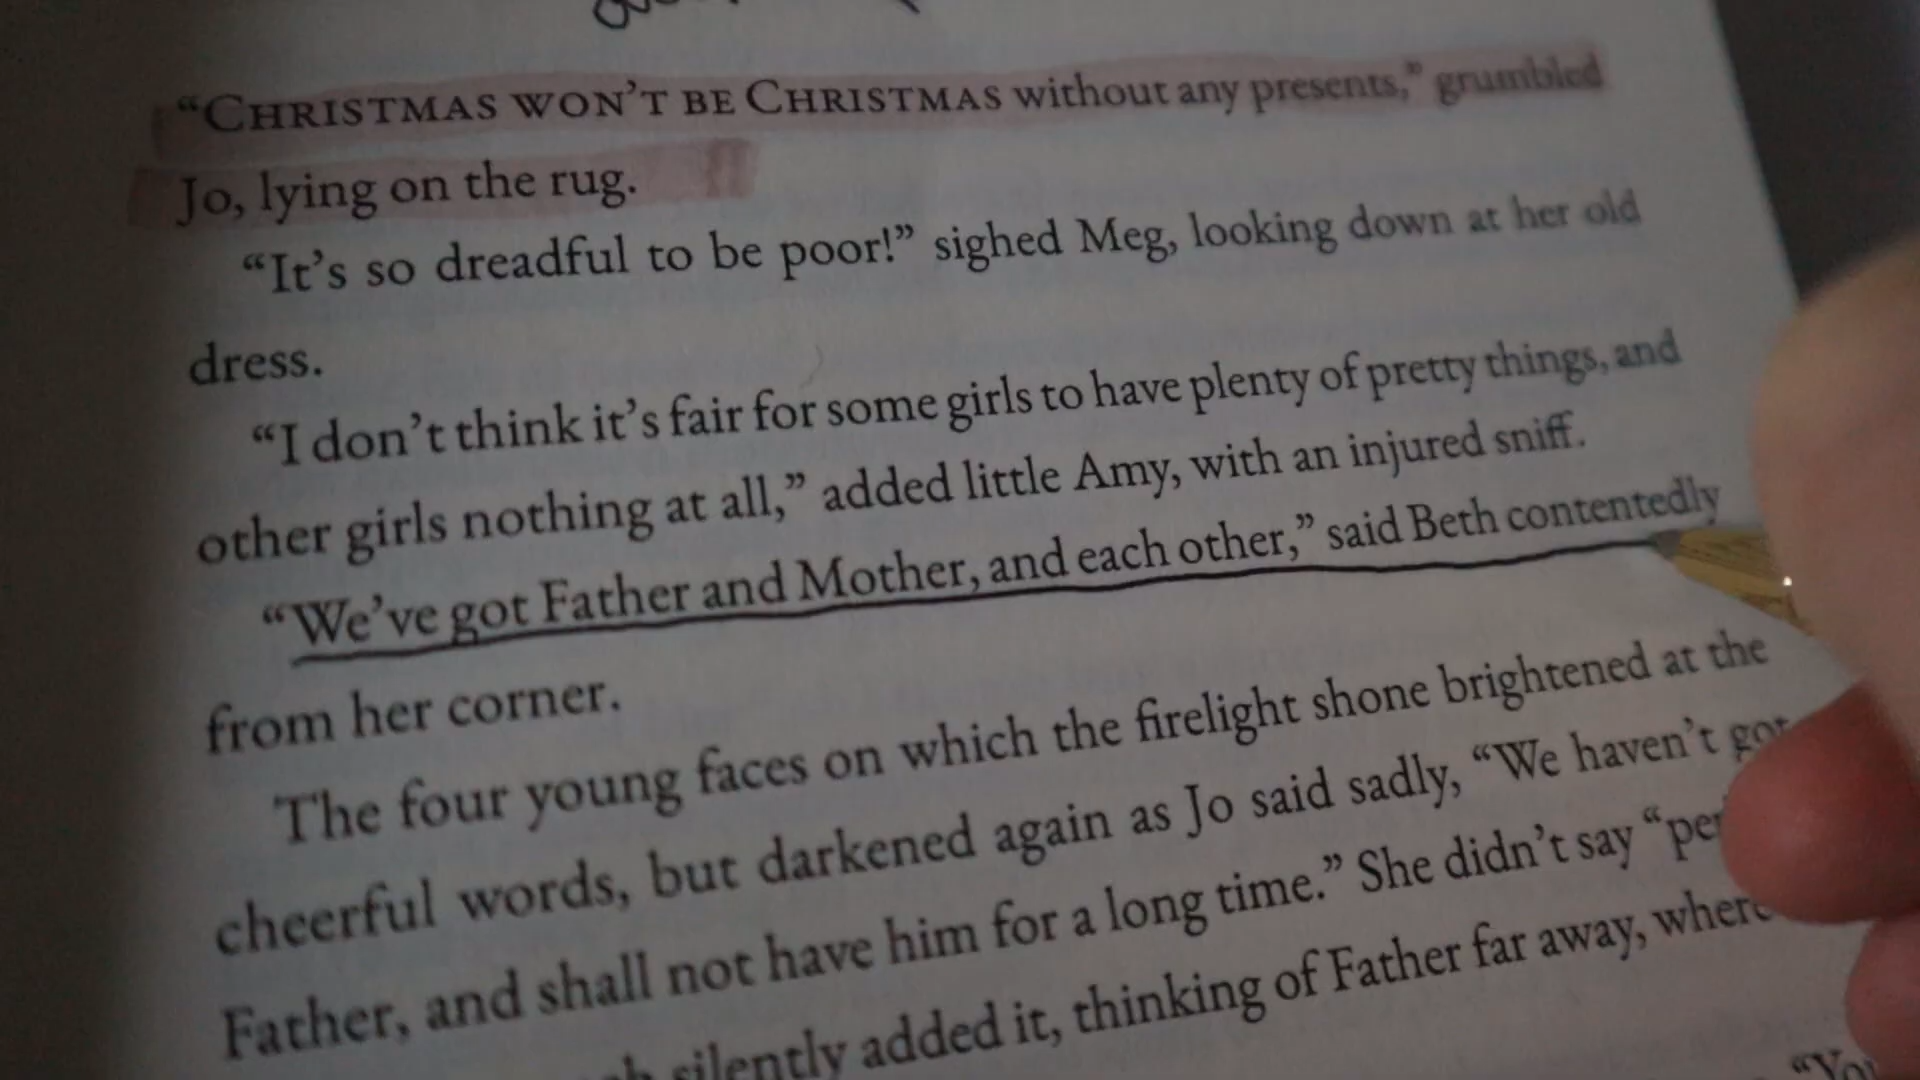 “CHRISTMAS WON’T BE CHRISTMAS without any presents,” grumbled
Jo, lying on the rug.
“It’s so dreadful to be poor!” sighed Meg, looking down at her old
dress.
“I don’t think it’s fair for some girls to have plenty of pretty things, and
other girls nothing at all,” added little Amy, with an injured sniff.
“We’ve got Father and Mother, and each other,” said Beth contentedly
from her corner.
The four young faces on which the firelight shone brightened at the
cheerful words, but darkened again as Jo said sadly, “We haven’t got
Father, and shall not have him for a long time.” She didn’t say “per
silently added it, thinking of Father far away, where